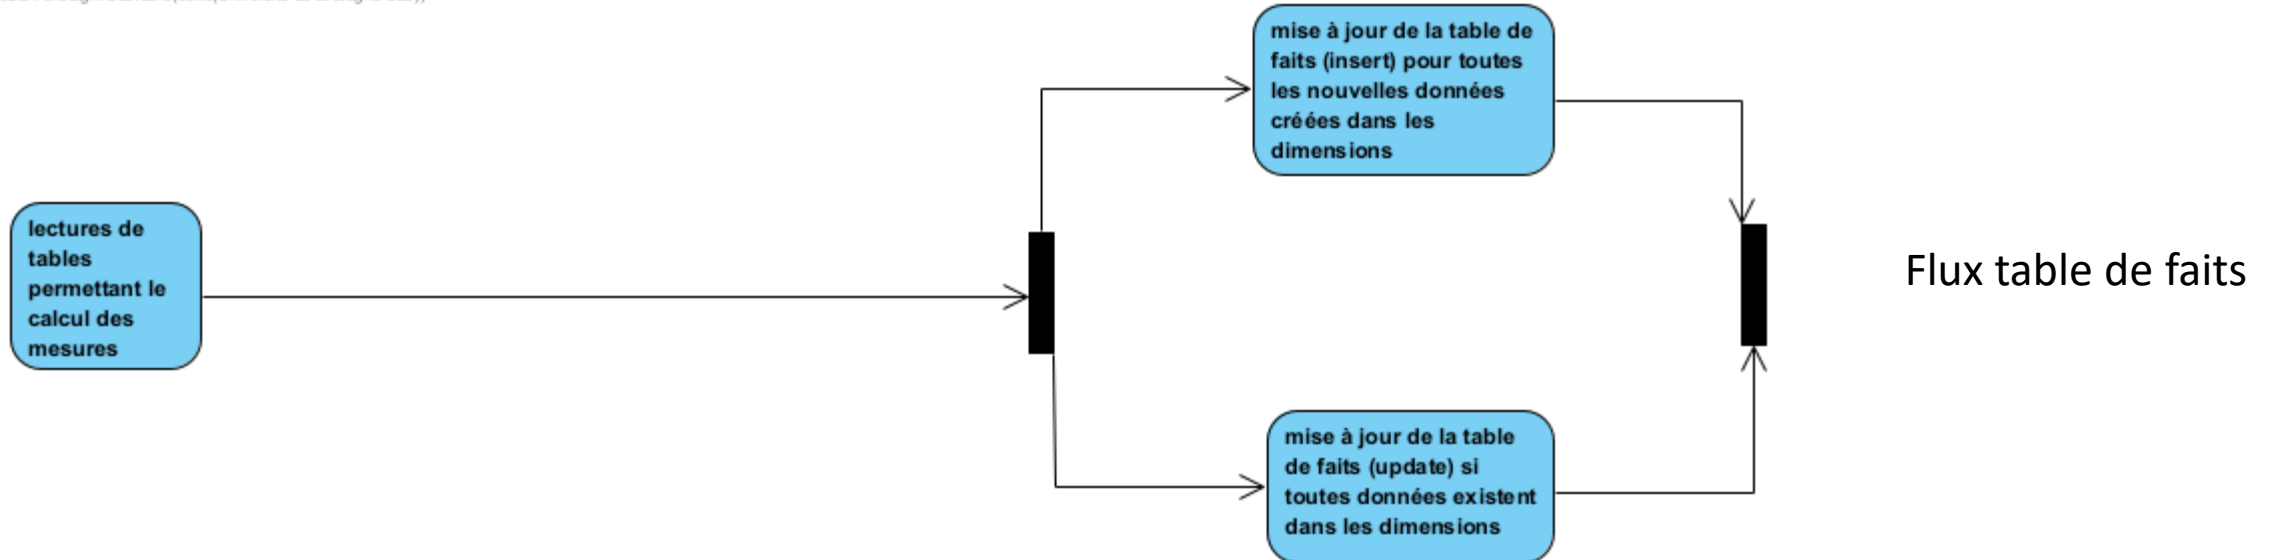 lectures de
tables
permettant le
calcul des
mesures
mise à jour de la table de
faits (insert) pour toutes
les nouvelles données
créées dans les
dimensions
mise à jour de la table
de faits (update) si
toutes données existent
dans les dimensions
Flux table de faits